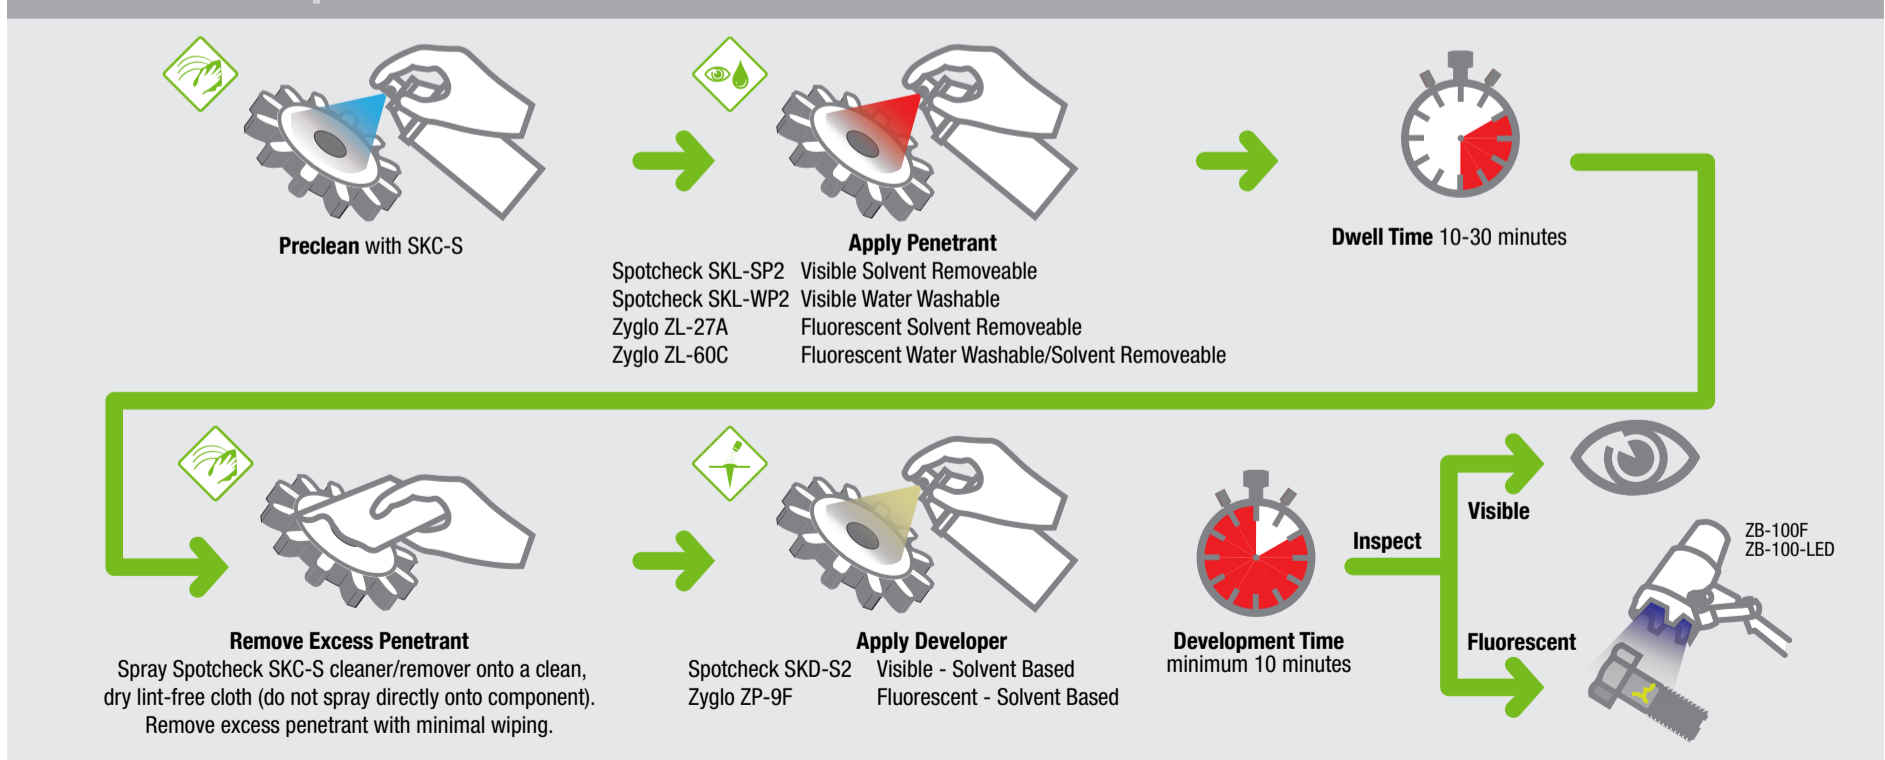 Preclean with SKC-S
Apply Penetrant
Spotcheck SKL-SP2 Visible Solvent Removeable
Spotcheck SKL-WP2 Visible Water Washable
Zyglo ZL-27A Fluorescent Solvent Removeable
Zyglo ZL-60C Fluorescent Water Washable/Solvent Removeable
Dwell Time 10-30 minutes
Remove Excess Penetrant
Spray Spotcheck SKC-S cleaner/remover onto a clean,
dry lint-free cloth (do not spray directly onto component).
Remove excess penetrant with minimal wiping.
Apply Developer
Spotcheck SKD-S2 Visible - Solvent Based
Zyglo ZP-9F Fluorescent - Solvent Based
Development Time
minimum 10 minutes
Inspect
Visible
Fluorescent
ZB-100F
ZB-100-LED